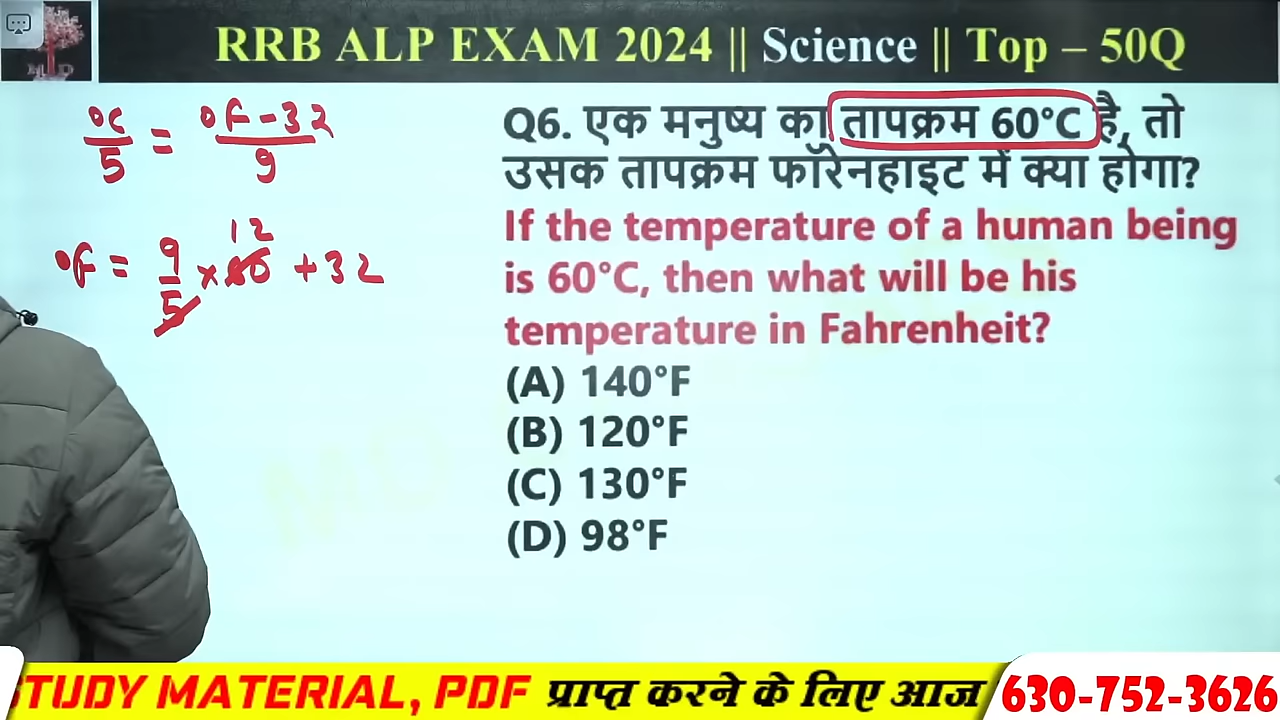 RRB ALP EXAM 2024 || Science || Top – 50Q
°C/5 = °F-32/9
°F = 9/5 × 60 + 32
12
Q6. एक मनुष्य का तापक्रम 60°C है, तो
उसक तापक्रम फॉरेनहाइट में क्या होगा?
If the temperature of a human being
is 60°C, then what will be his
temperature in Fahrenheit?
(A) 140°F
(B) 120°F
(C) 130°F
(D) 98°F
STUDY MATERIAL, PDF प्राप्त करने के लिए आज
630-752-3626